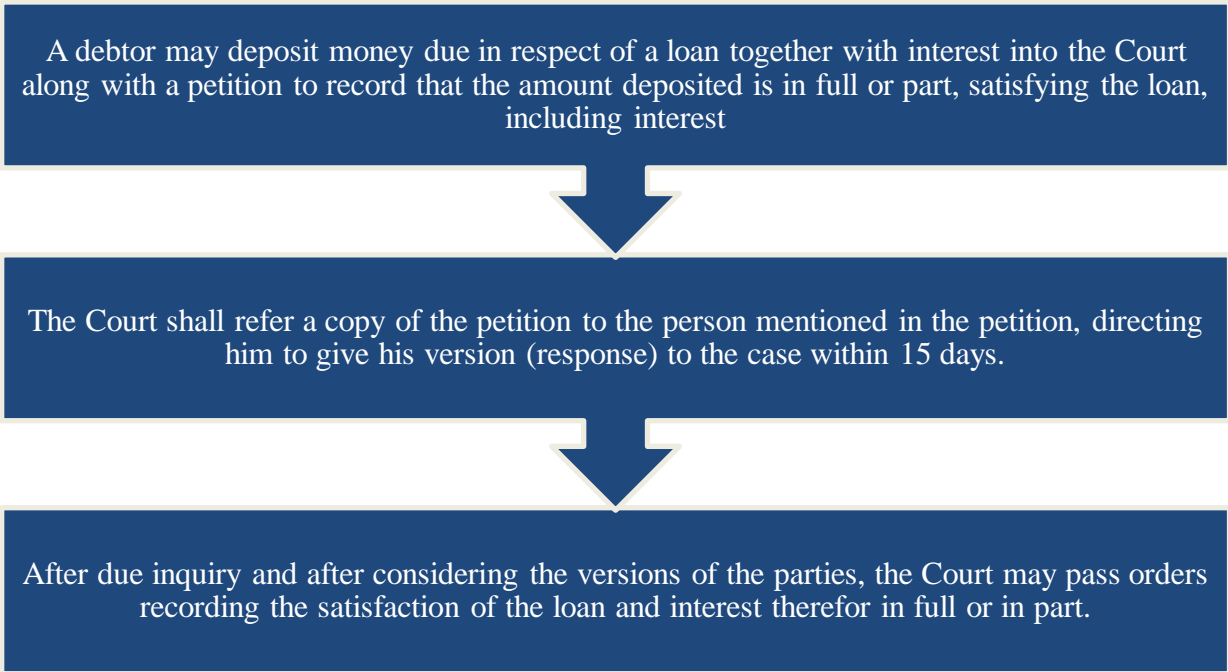 A debtor may deposit money due in respect of a loan together with interest into the Court
along with a petition to record that the amount deposited is in full or part, satisfying the loan,
including interest
The Court shall refer a copy of the petition to the person mentioned in the petition, directing
him to give his version (response) to the case within 15 days.
After due inquiry and after considering the versions of the parties, the Court may pass orders
recording the satisfaction of the loan and interest therefor in full or in part.